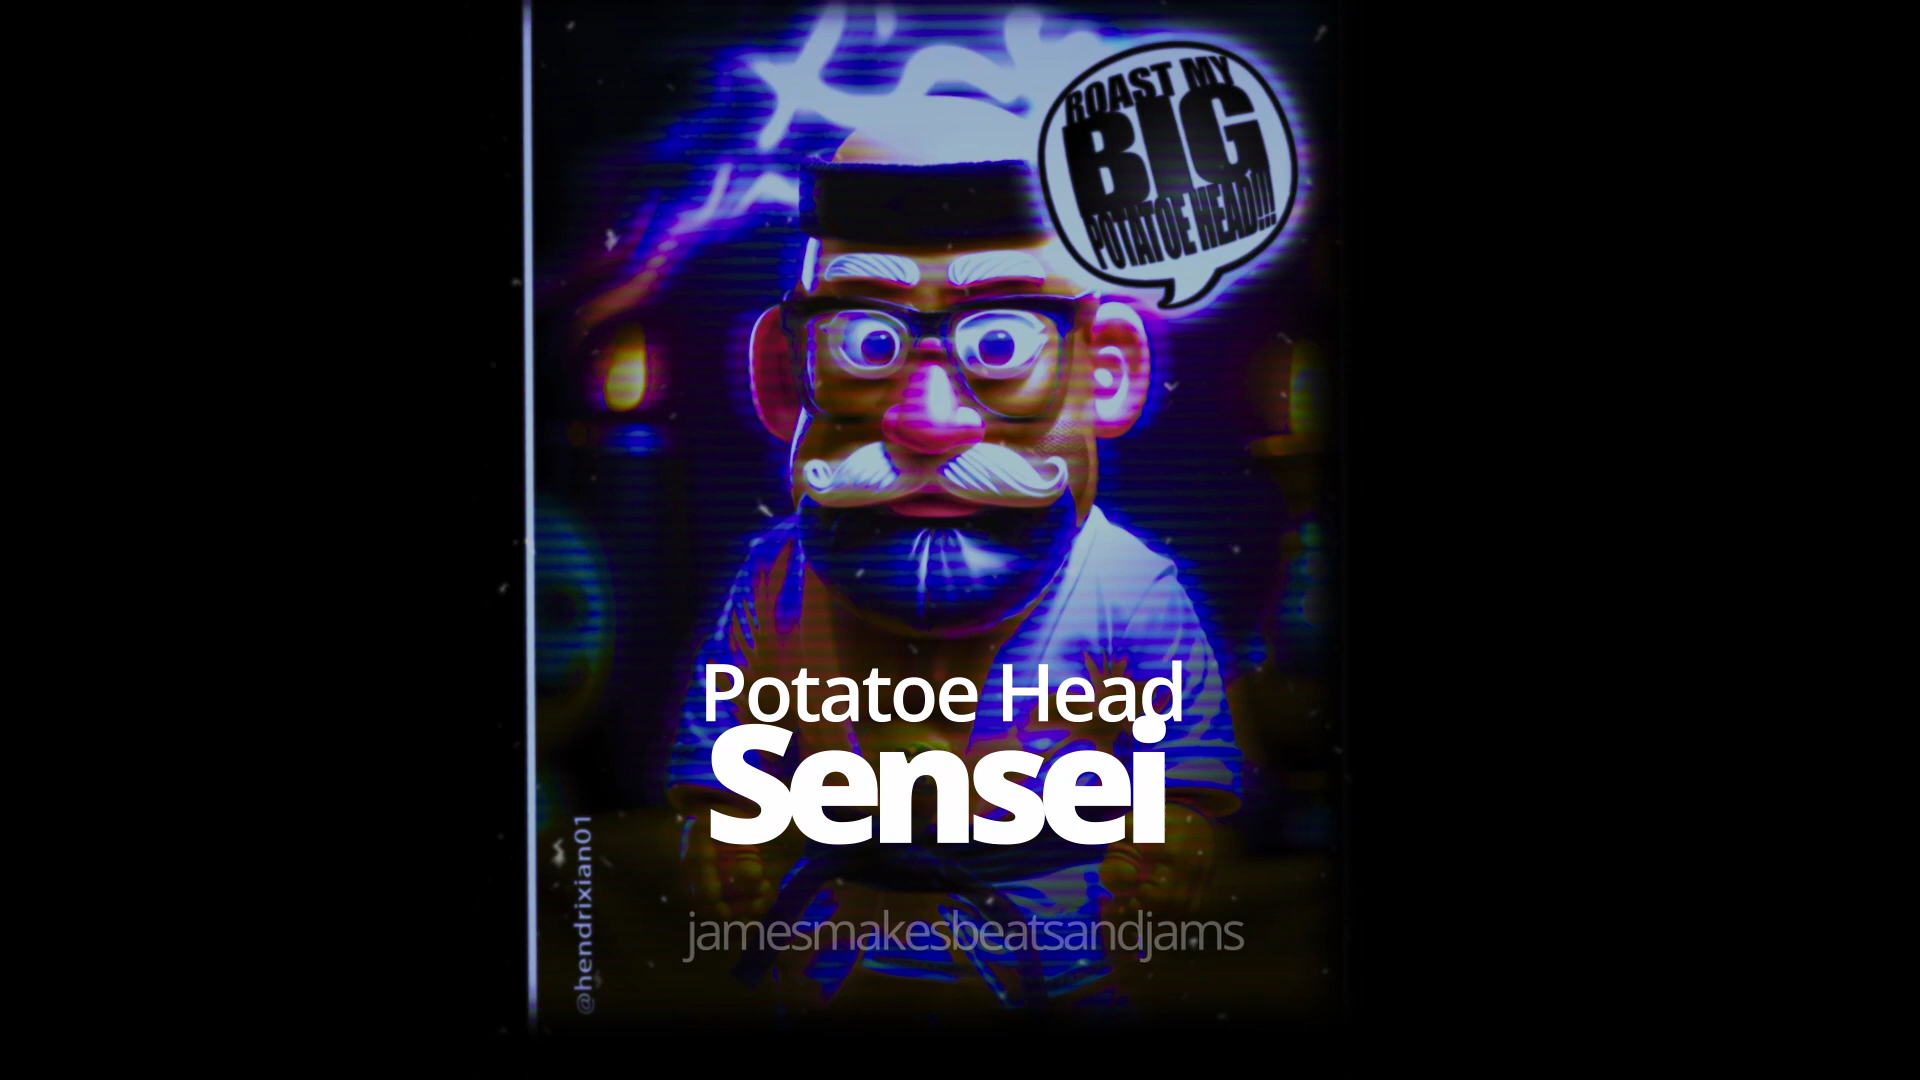 ROAST MY
BIG
POTATOE HEAD!!!
Potatoe Head
Sensei
jamesmakesbeatsandjams
@hendrixian01